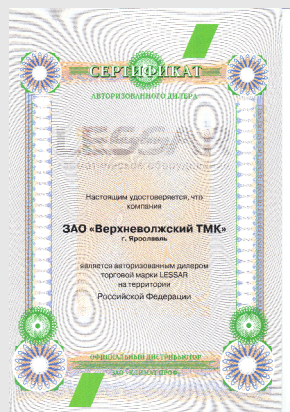 СЕРТИФИКАТ
АВТОРИЗОВАННОГО ДИЛЕРА
LESSAR
Настоящим удостоверяется, что
компания
ЗАО «Верхневолжский ТМК»
г. Ярославль
является авторизованным дилером
торговой марки LESSAR
на территории
Российской Федерации
ОФИЦИАЛЬНЫЙ ДИСТРИБЬЮТОР